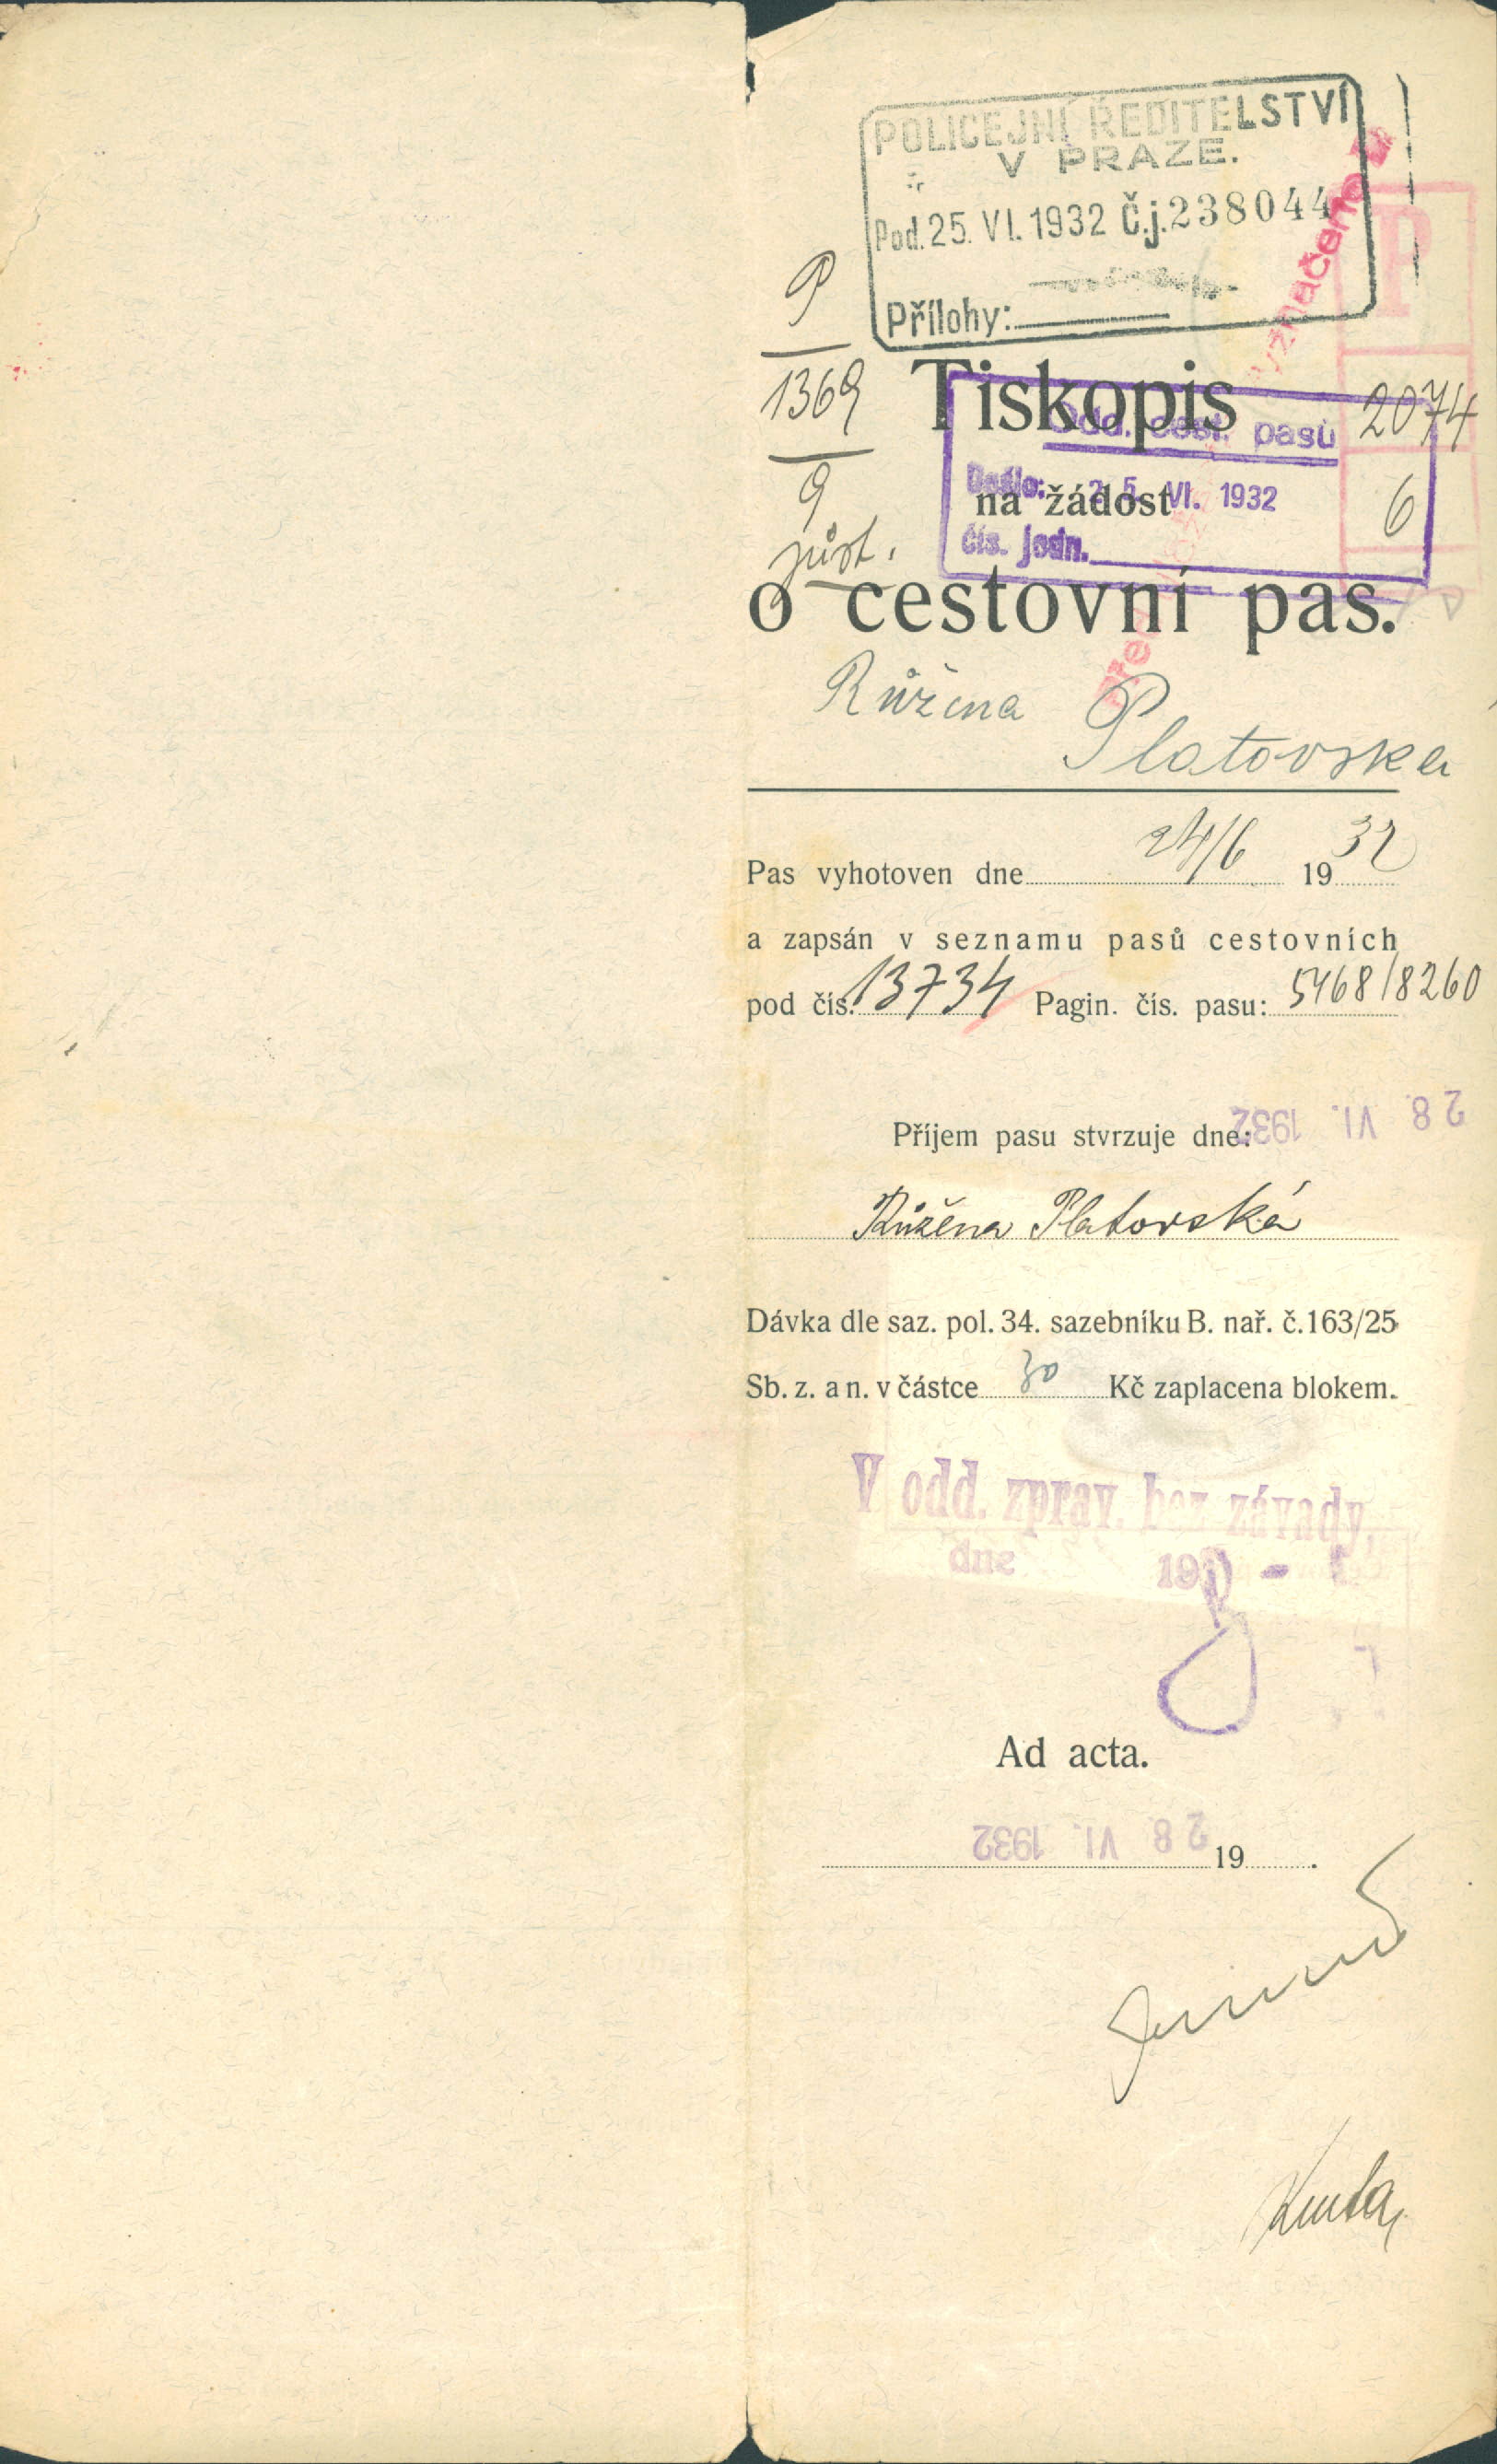 POLICEJNÍ ŘEDITELSTVÍ
V PRAZE.
Pod. 25. VI. 1932 Č.j. 238044
Přílohy:
P
1369
9
P
2074
6
Tiskopis
Odd. cest. pasů
Došlo: 25. VI. 1932
čís. jedn.
na žádost
o cestovní pas.
Růžena Platovska
Pas vyhotoven dne 24/6 1932
a zapsán v seznamu pasů cestovních
pod čís. 13734 Pagin. čís. pasu: 5468/8260
Příjem pasu stvrzuje dne: 28 VI. 1932
Růžena Platovská
Dávka dle saz. pol. 34. sazebníku B. nař. č. 163/25
Sb. z. a n. v částce 30 Kč zaplacena blokem.
V odd. zprav. bez závady,
dne 19
Ad acta.
28 VI. 1932 19 .